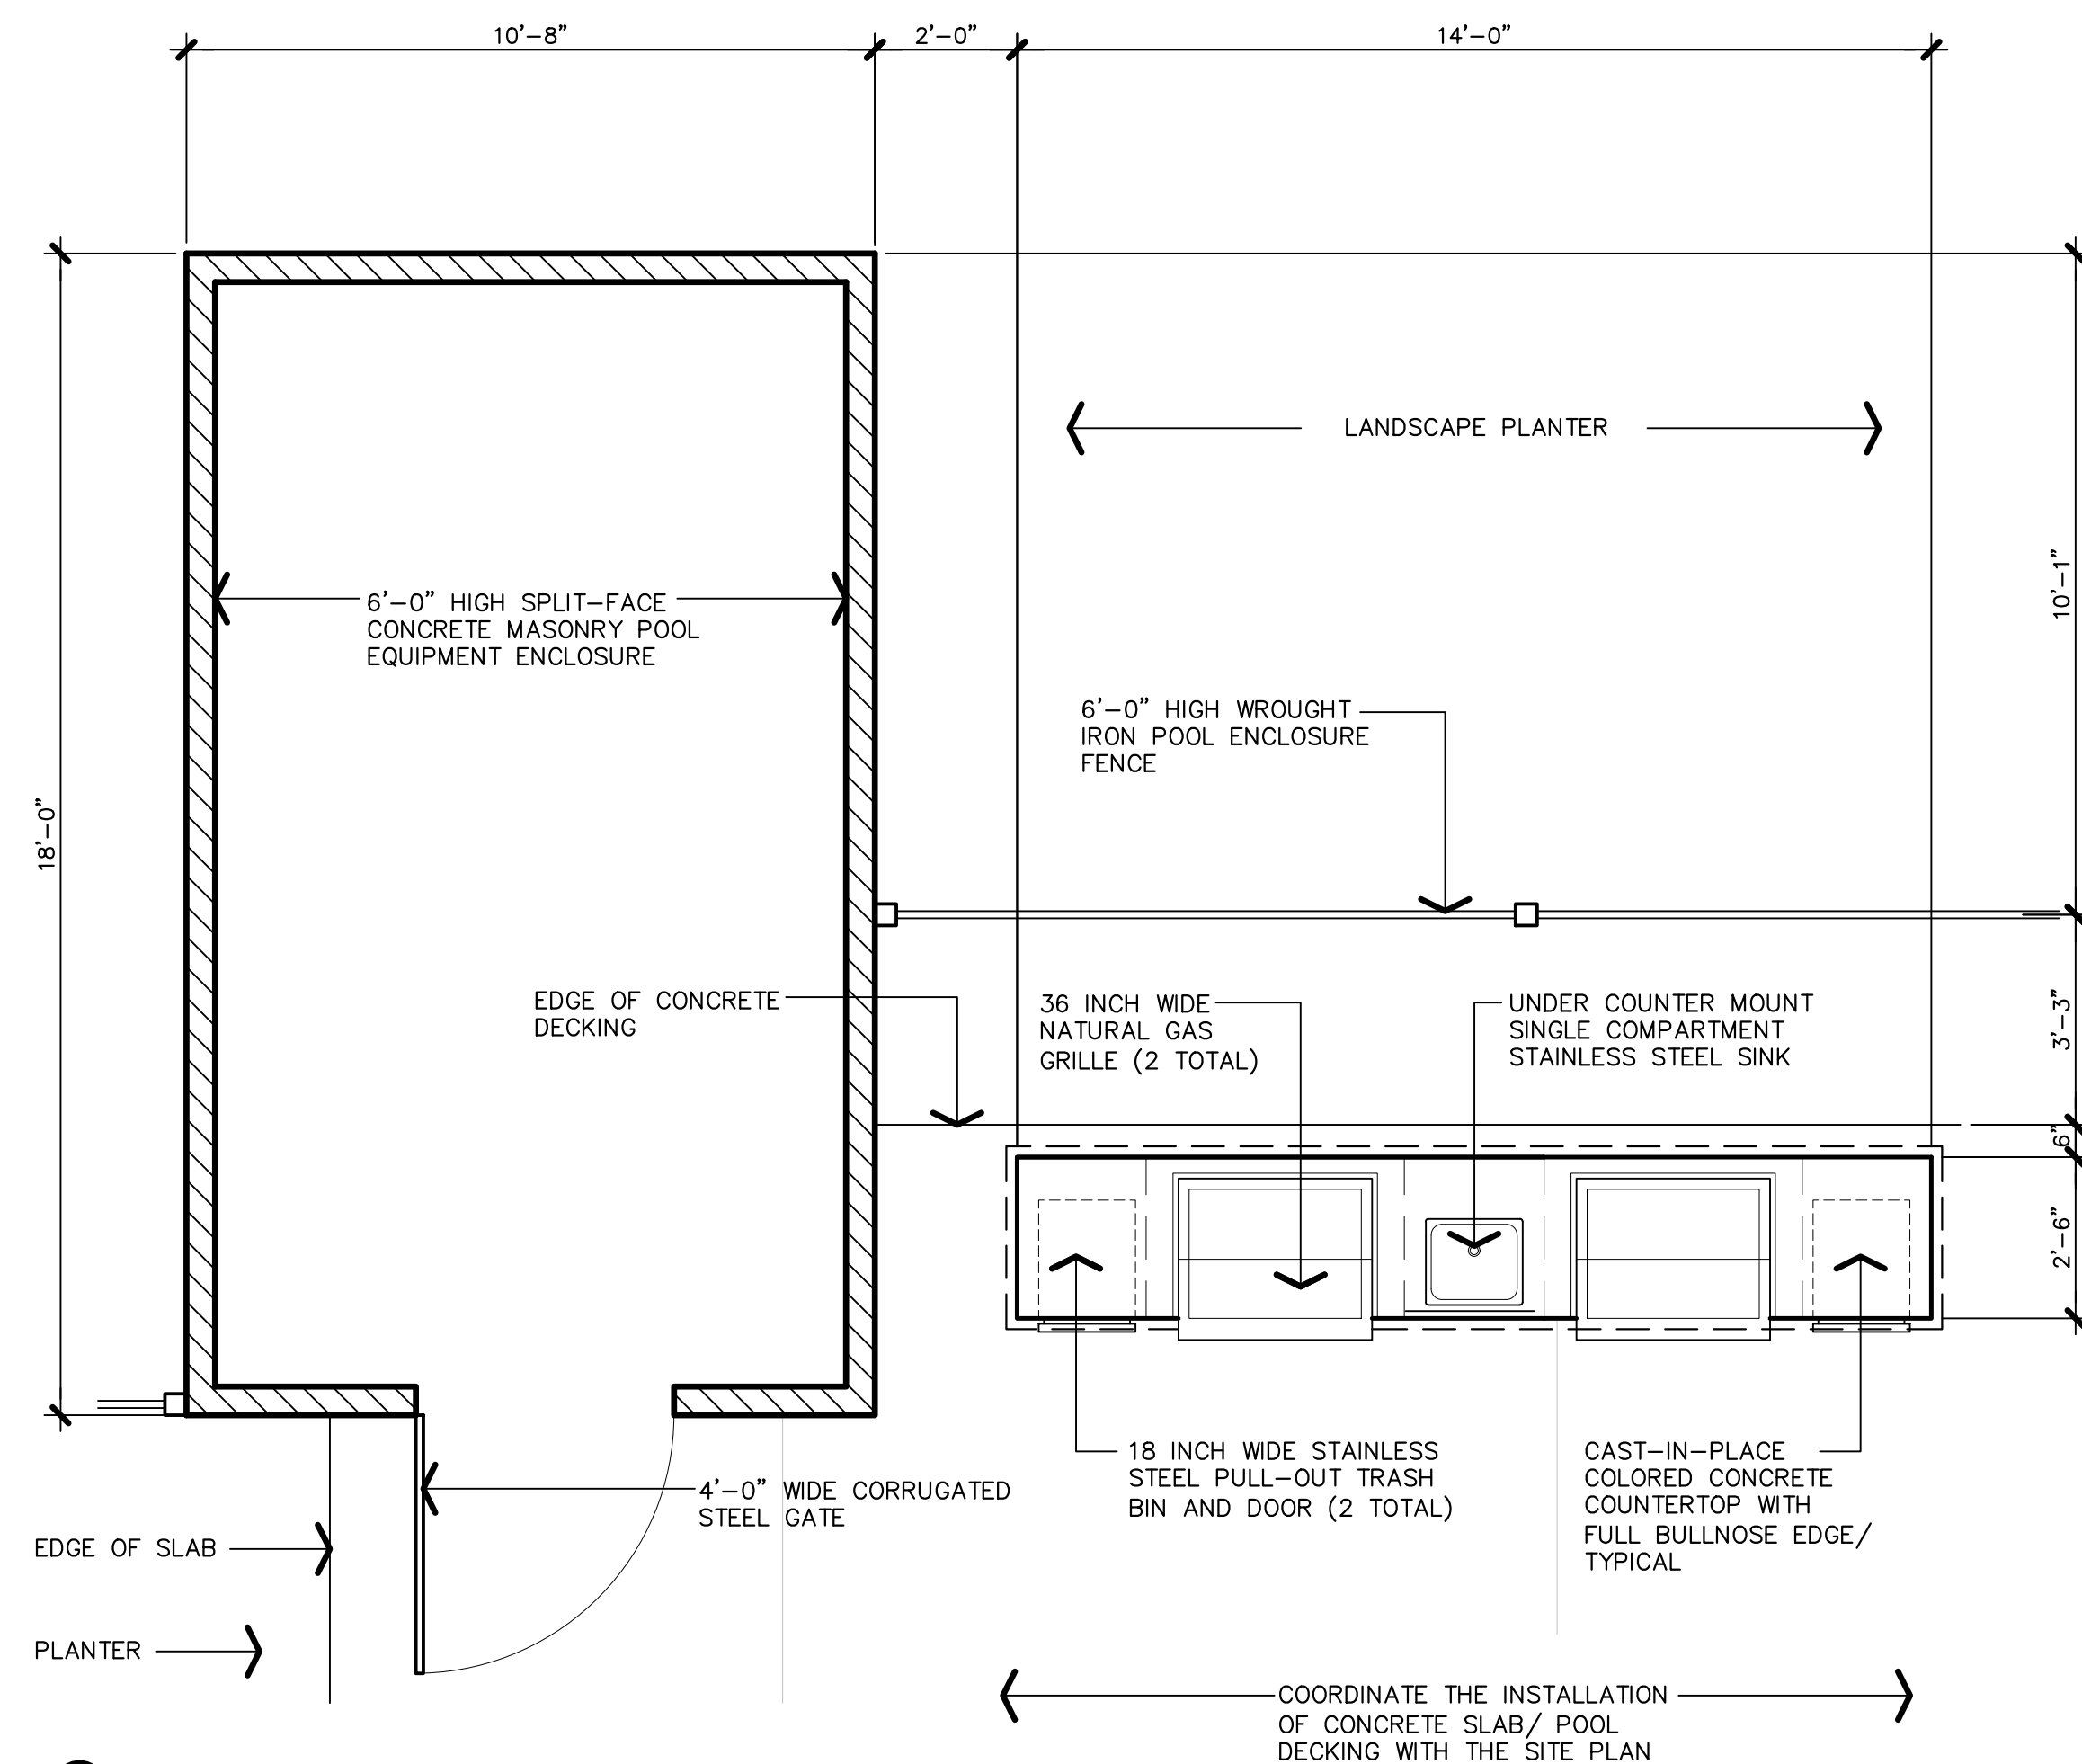 10'-8"
2'-0"
14'-0"
LANDSCAPE PLANTER
10'-1"
6'-0" HIGH SPLIT-FACE
CONCRETE MASONRY POOL
EQUIPMENT ENCLOSURE
6'-0" HIGH WROUGHT
IRON POOL ENCLOSURE
FENCE
18'-0"
EDGE OF CONCRETE
DECKING
36 INCH WIDE
NATURAL GAS
GRILLE (2 TOTAL)
UNDER COUNTER MOUNT
SINGLE COMPARTMENT
STAINLESS STEEL SINK
3'-3"
6"
2'-6"
18 INCH WIDE STAINLESS
STEEL PULL-OUT TRASH
BIN AND DOOR (2 TOTAL)
CAST-IN-PLACE
COLORED CONCRETE
COUNTERTOP WITH
FULL BULLNOSE EDGE/
TYPICAL
4'-0" WIDE CORRUGATED
STEEL GATE
EDGE OF SLAB
PLANTER
COORDINATE THE INSTALLATION
OF CONCRETE SLAB/ POOL
DECKING WITH THE SITE PLAN